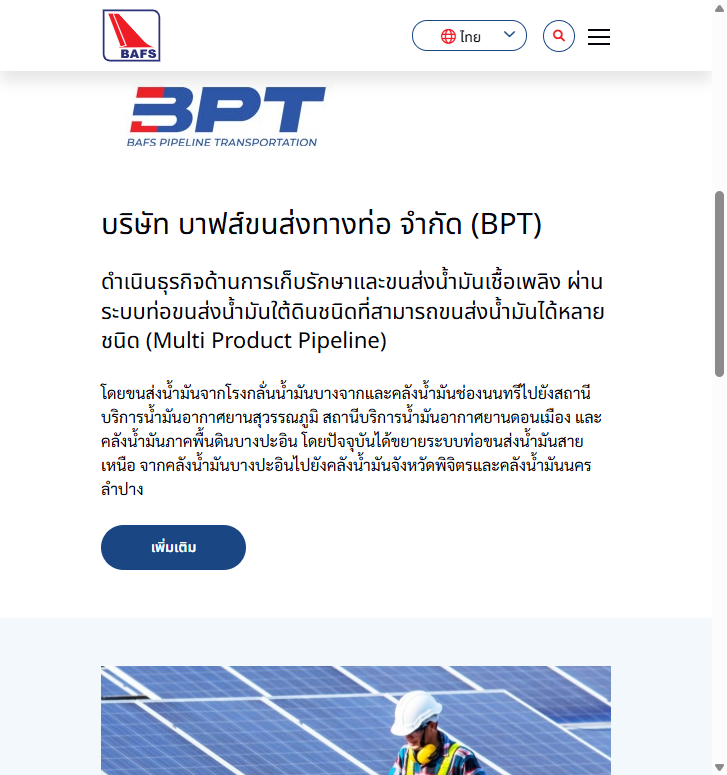 BAFS
ไทย
BPT
BAFS PIPELINE TRANSPORTATION
บริษัท บาฟส์ขนส่งทางท่อ จำกัด (BPT)
ดำเนินธุรกิจด้านการเก็บรักษาและขนส่งน้ำมันเชื้อเพลิง ผ่าน
ระบบท่อขนส่งน้ำมันใต้ดินชนิดที่สามารถขนส่งน้ำมันได้หลาย
ชนิด (Multi Product Pipeline)
โดยขนส่งน้ำมันจากโรงกลั่นน้ำมันบางจากและคลังน้ำมันช่องนนทรีไปยังสถานี
บริการน้ำมันอากาศยานสุวรรณภูมิ สถานีบริการน้ำมันอากาศยานดอนเมือง และ
คลังน้ำมันภาคพื้นดินบางปะอิน โดยปัจจุบันได้ขยายระบบท่อขนส่งน้ำมันสาย
เหนือ จากคลังน้ำมันบางปะอินไปยังคลังน้ำมันจังหวัดพิจิตรและคลังน้ำมันนคร
ลำปาง
เพิ่มเติม